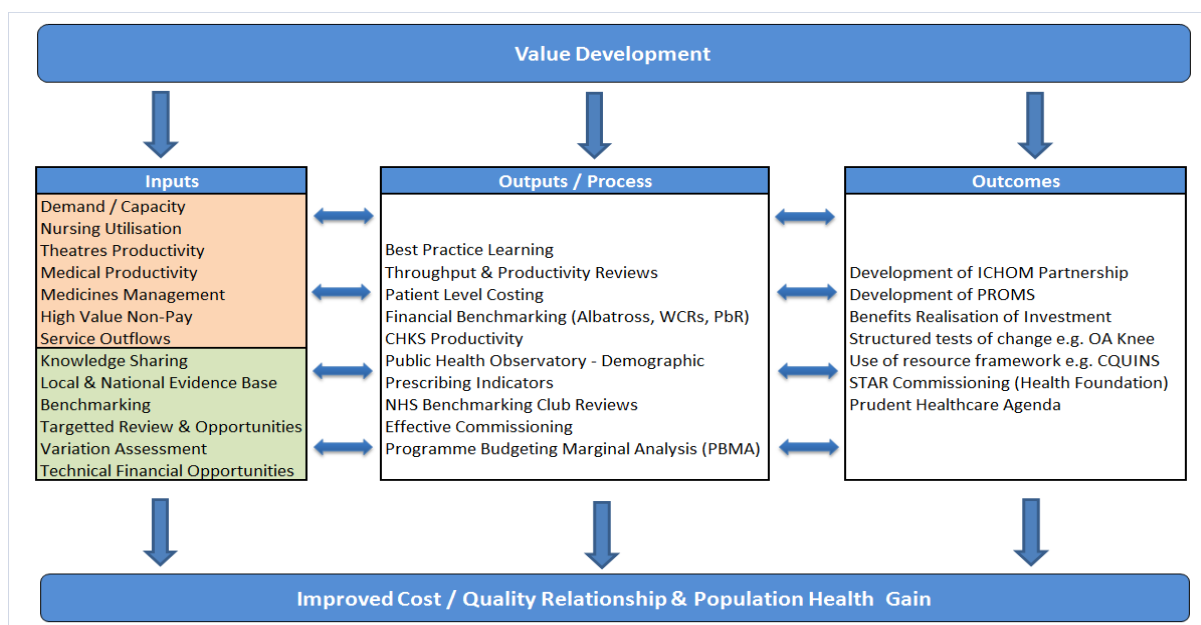 Value Development
Inputs
Demand / Capacity
Nursing Utilisation
Theatres Productivity
Medical Productivity
Medicines Management
High Value Non-Pay
Service Outflows
Knowledge Sharing
Local & National Evidence Base
Benchmarking
Targetted Review & Opportunities
Variation Assessment
Technical Financial Opportunities
Outputs / Process
Best Practice Learning
Throughput & Productivity Reviews
Patient Level Costing
Financial Benchmarking (Albatross, WCRs, PbR)
CHKS Productivity
Public Health Observatory - Demographic
Prescribing Indicators
NHS Benchmarking Club Reviews
Effective Commissioning
Programme Budgeting Marginal Analysis (PBMA)
Outcomes
Development of ICHOM Partnership
Development of PROMS
Benefits Realisation of Investment
Structured tests of change e.g. OA Knee
Use of resource framework e.g. CQUINS
STAR Commissioning (Health Foundation)
Prudent Healthcare Agenda
Improved Cost / Quality Relationship & Population Health Gain